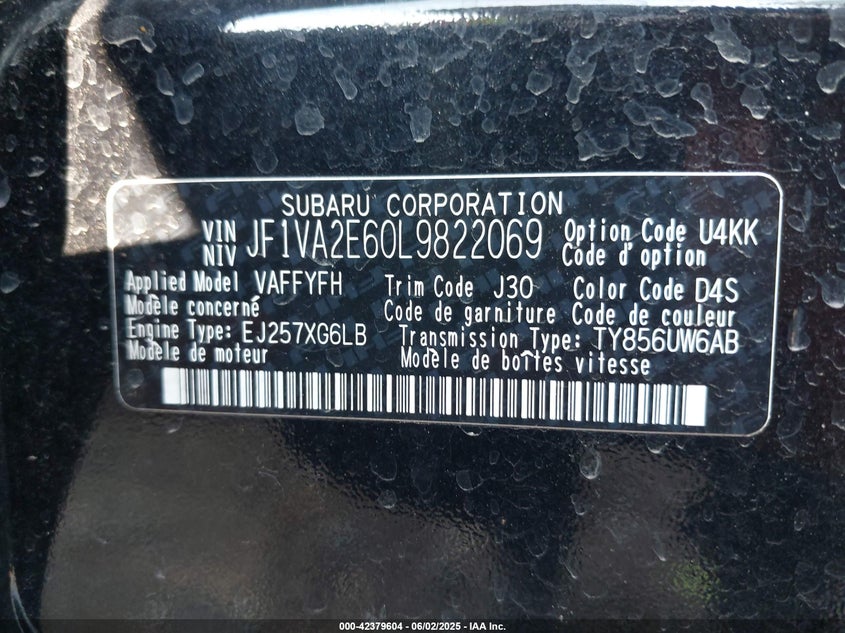 SUBARU CORPORATION
VIN JF1VA2E60L9822069 Option Code U4KK
NIV Code d'option
Applied Model VAFFYFH Trim Code J30 Color Code D4S
Modèle concerné Code de garniture Code de couleur
Engine Type: EJ257XG6LB Transmission Type: TY856UW6AB
Modèle de moteur Modèle de boîtes vitesse
000-42379604 - 06/02/2025 - IAA Inc.